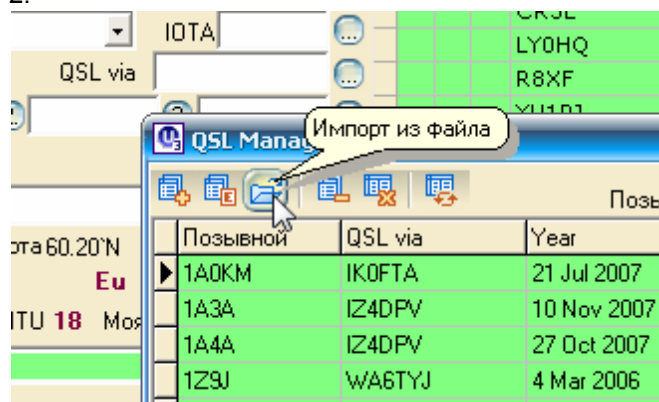 2.
IOTA
LY0HQ
QSL via
R8XF
Импорт из файла
QSL Manag
Позы
Позывной QSL via Year
ота 60.20`N
Eu
1A0KM IK0FTA 21 Jul 2007
1A3A IZ4DPV 10 Nov 2007
ITU 18 Моя
1A4A IZ4DPV 27 Oct 2007
1Z9J WA6TYJ 4 Mar 2006